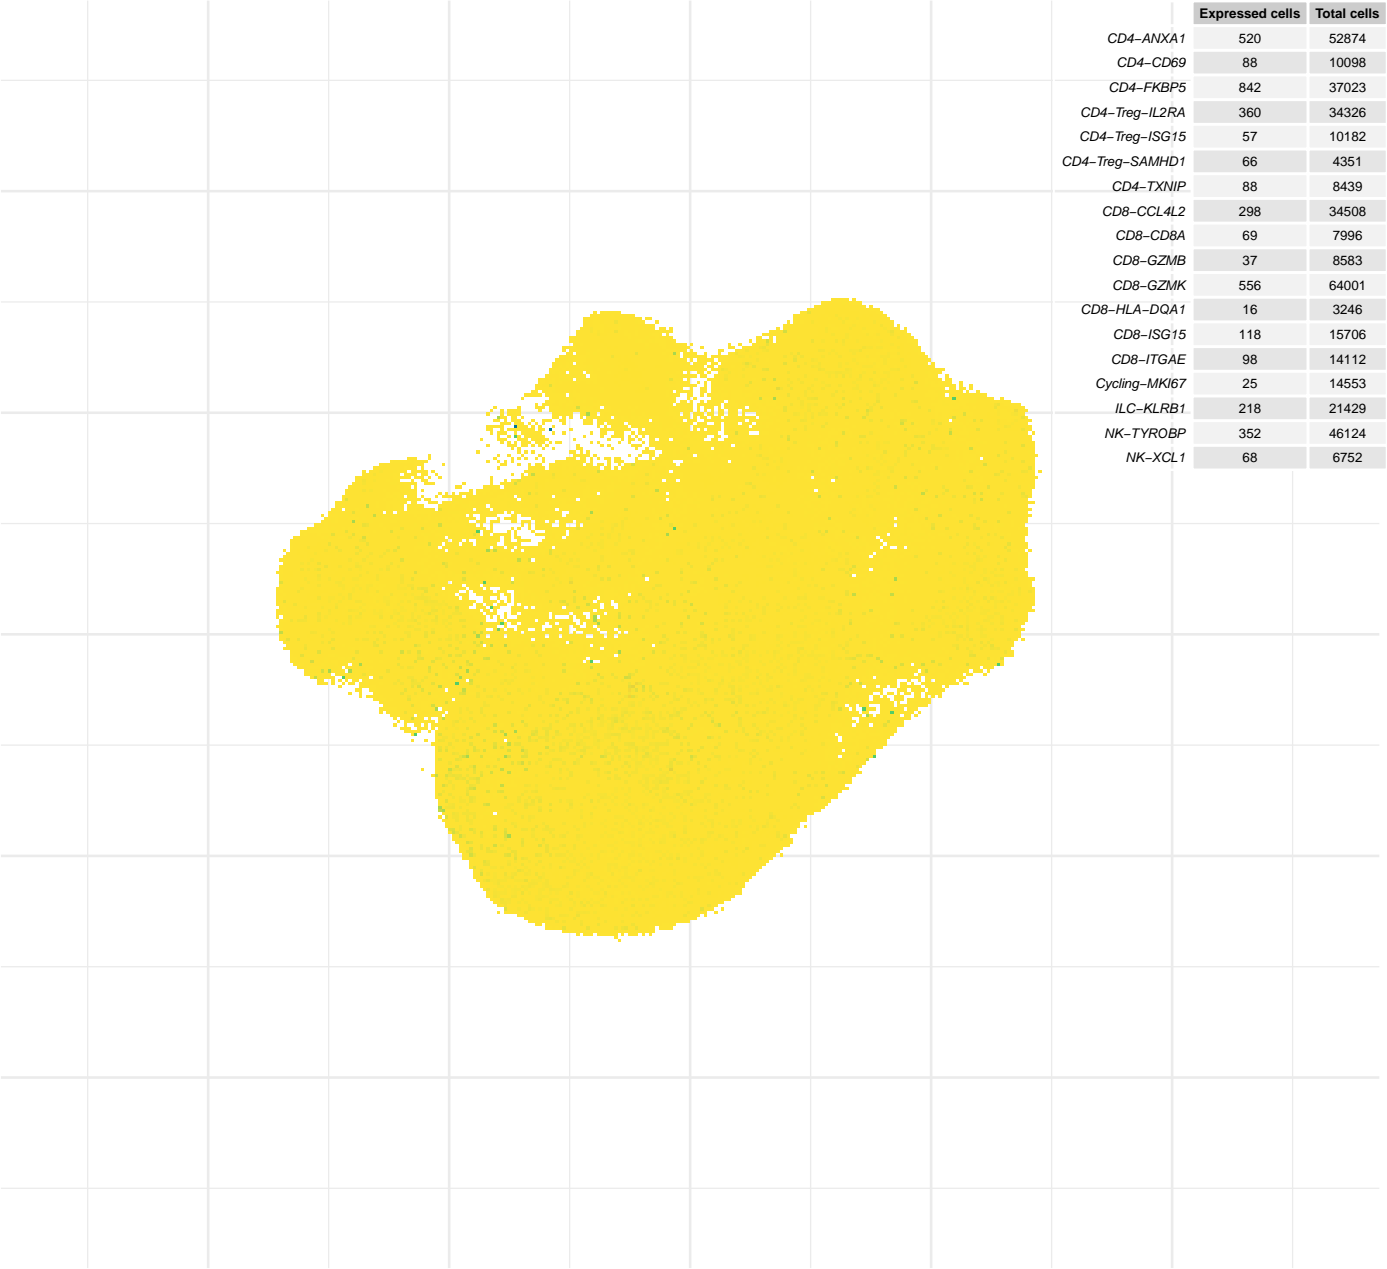 Expressed cells Total cells
CD4−ANXA1 520 52874
CD4−CD69 88 10098
CD4−FKBP5 842 37023
CD4−Treg−IL2RA 360 34326
CD4−Treg−ISG15 57 10182
CD4−Treg−SAMHD1 66 4351
CD4−TXNIP 88 8439
CD8−CCL4L2 298 34508
CD8−CD8A 69 7996
CD8−GZMB 37 8583
CD8−GZMK 556 64001
CD8−HLA−DQA1 16 3246
CD8−ISG15 118 15706
CD8−ITGAE 98 14112
Cycling−MKI67 25 14553
ILC−KLRB1 218 21429
NK−TYROBP 352 46124
NK−XCL1 68 6752